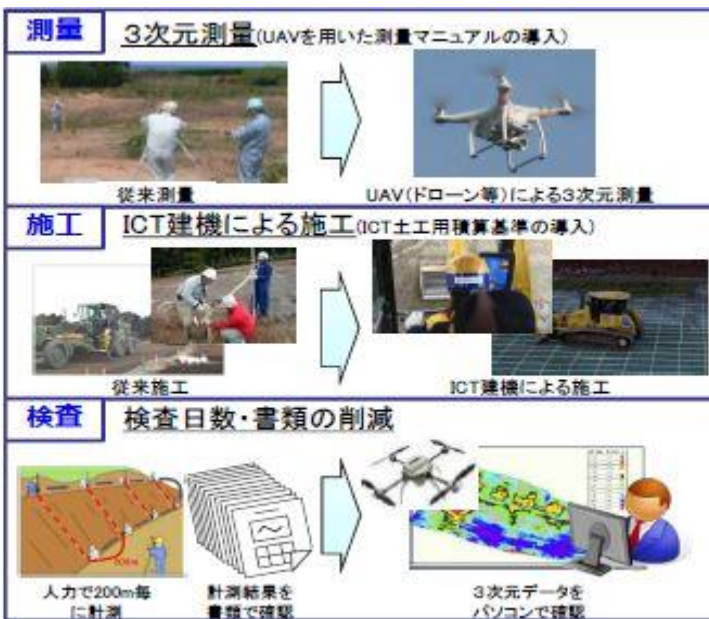 測量
3次元測量(UAVを用いた測量マニュアルの導入)
従来測量
UAV(ドローン等)による3次元測量
施工
ICT建機による施工(ICT土工用積算基準の導入)
従来施工
ICT建機による施工
検査
検査日数・書類の削減
人力で200m毎
に計測
計測結果を
書類で確認
3次元データを
パソコンで確認